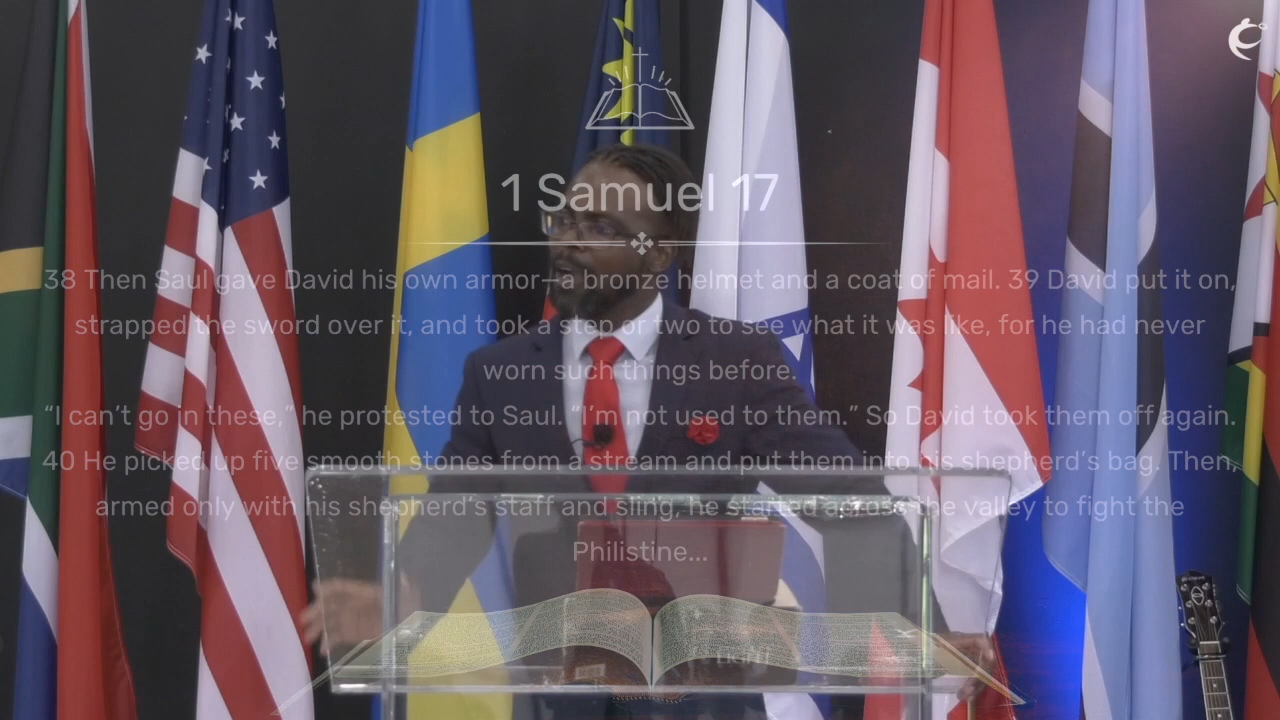 1 Samuel 17
38 Then Saul gave David his own armor—a bronze helmet and a coat of mail. 39 David put it on,
strapped the sword over it, and took a step or two to see what it was like, for he had never
worn such things before.
“I can’t go in these,” he protested to Saul. “I’m not used to them.” So David took them off again.
40 He picked up five smooth stones from a stream and put them into his shepherd’s bag. Then,
armed only with his shepherd’s staff and sling, he started across the valley to fight the
Philistine...